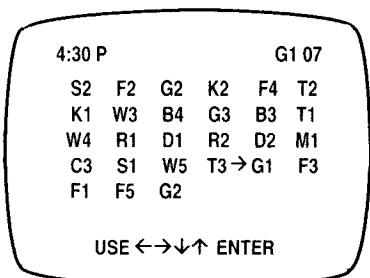 4:30 P G1 07
S2 F2 G2 K2 F4 T2
K1 W3 B4 G3 B3 T1
W4 R1 D1 R2 D2 M1
C3 S1 W5 T3→G1 F3
F1 F5 G2
USE ←→↓↑ ENTER